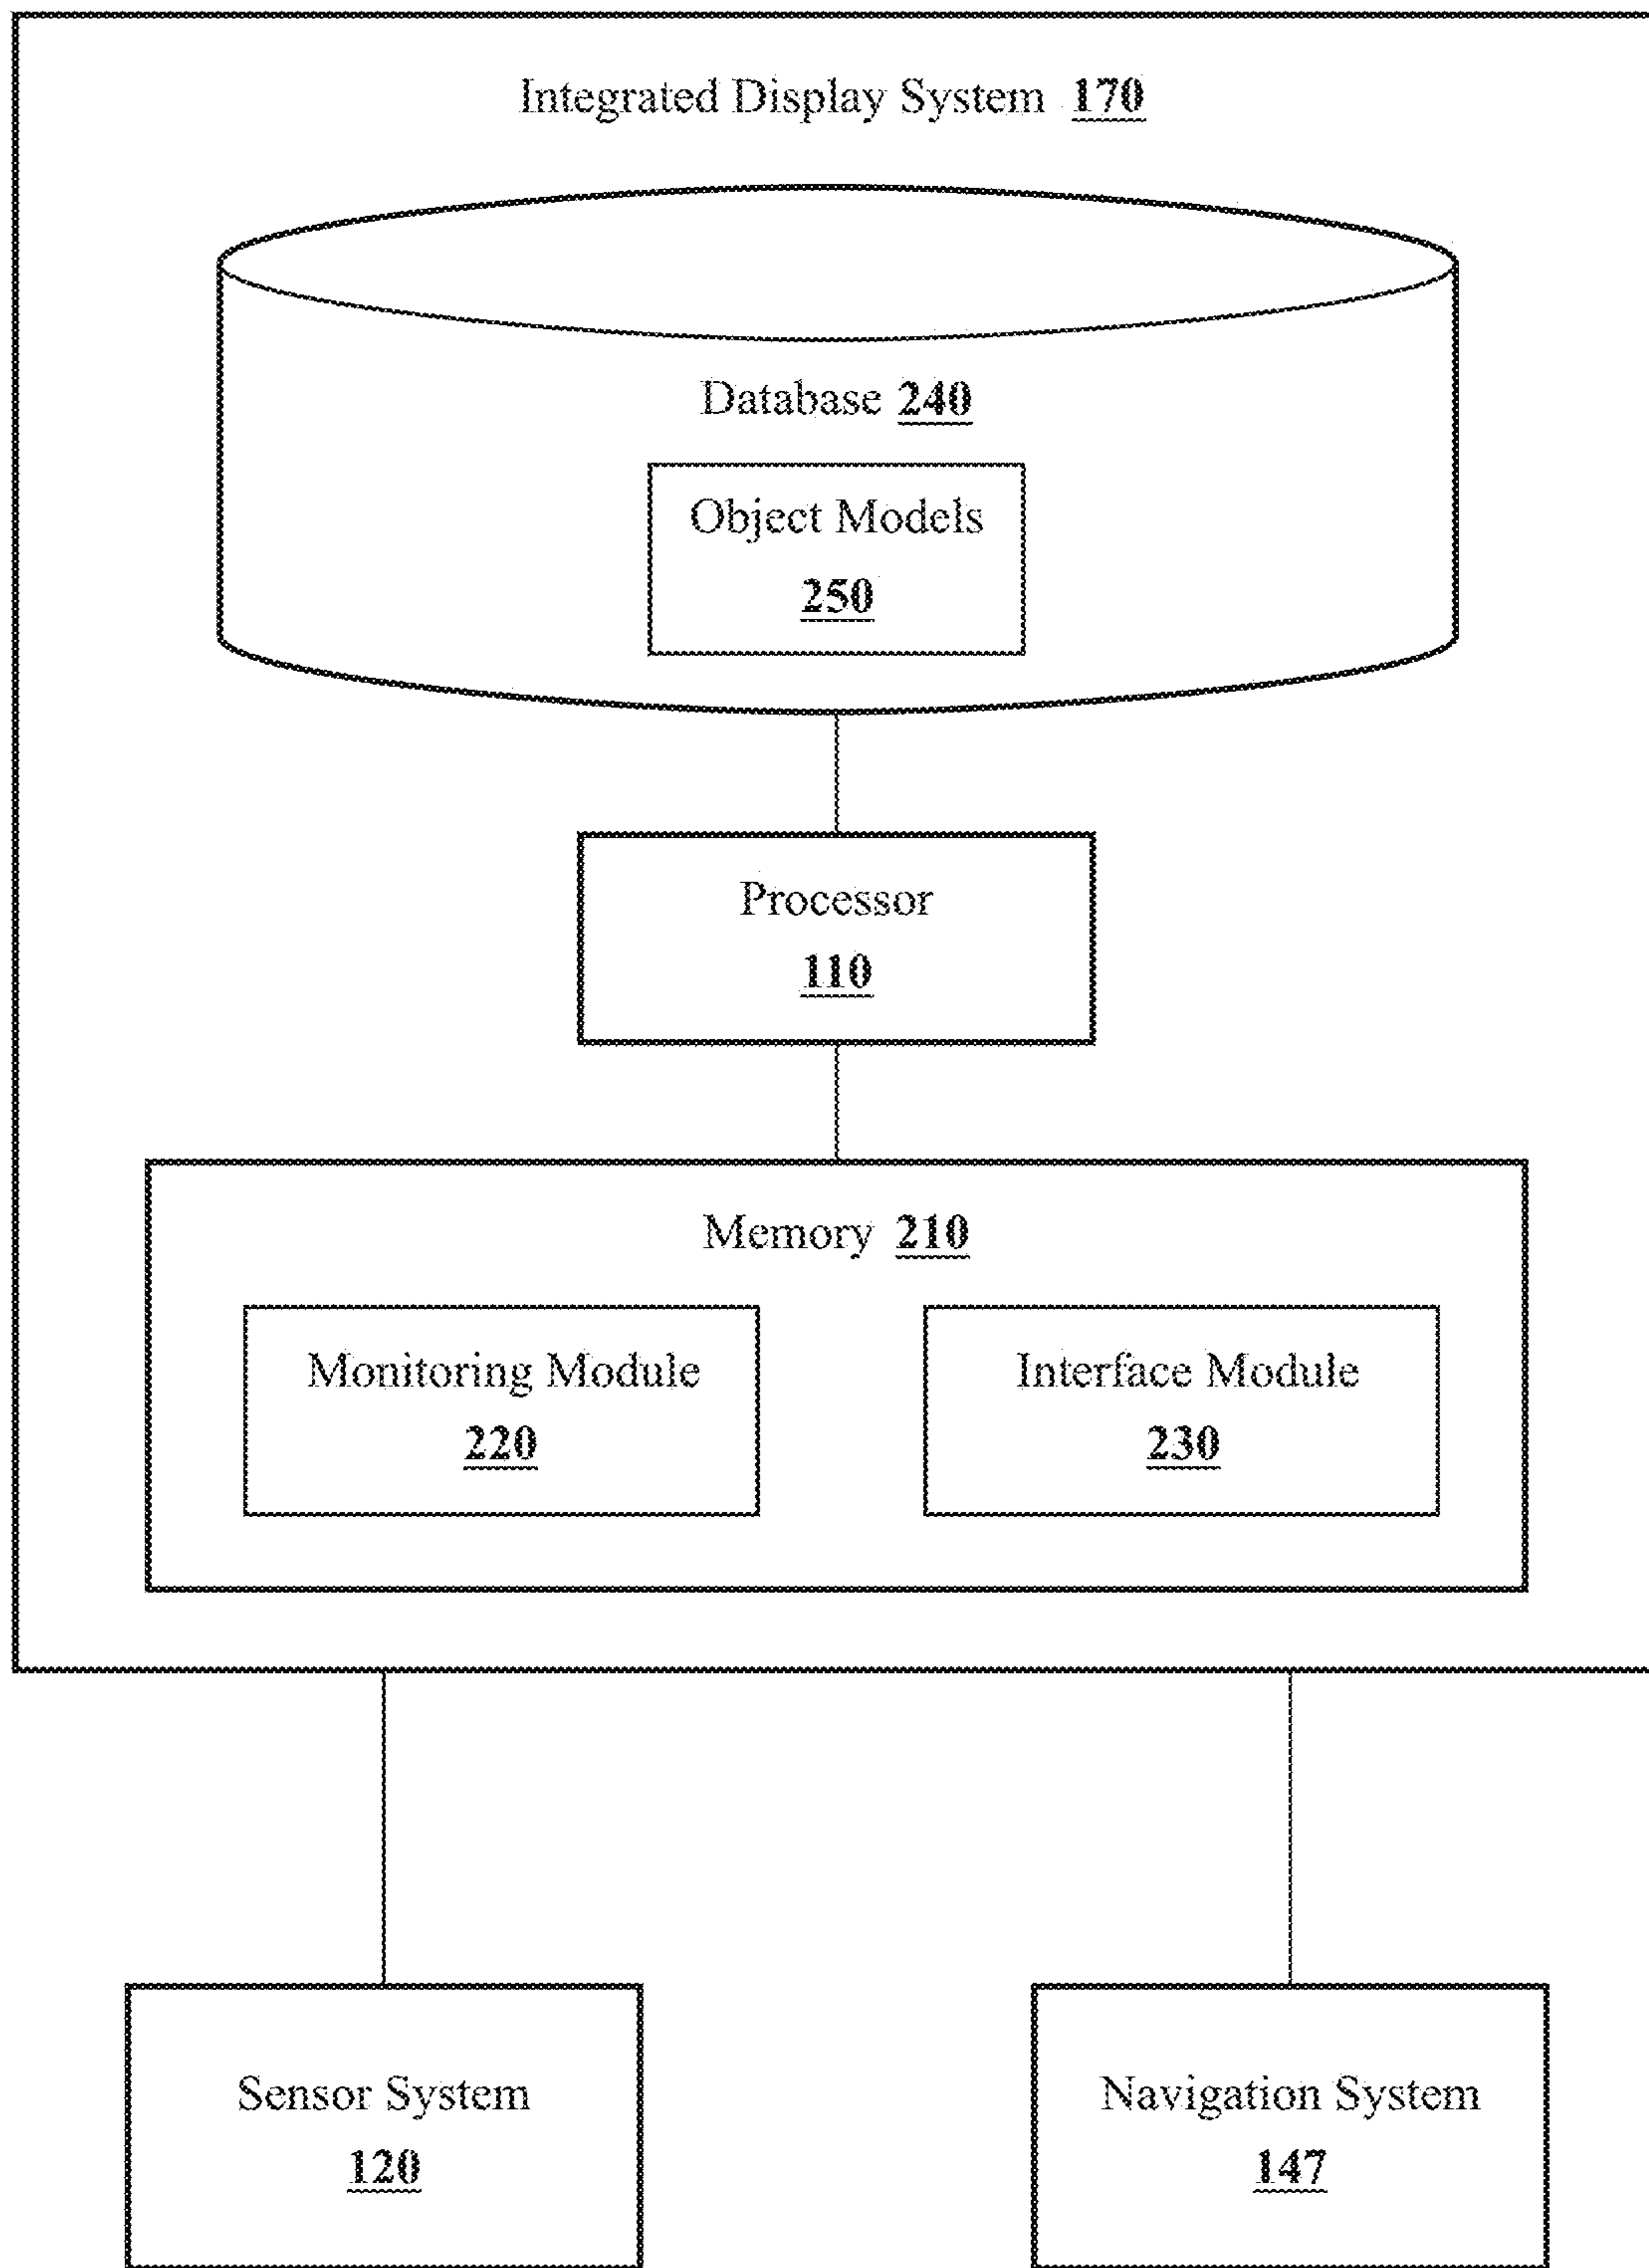 Integrated Display System 170
Database 240
Object Models
250
Processor
110
Memory 210
Monitoring Module
220
Interface Module
230
Sensor System
120
Navigation System
147